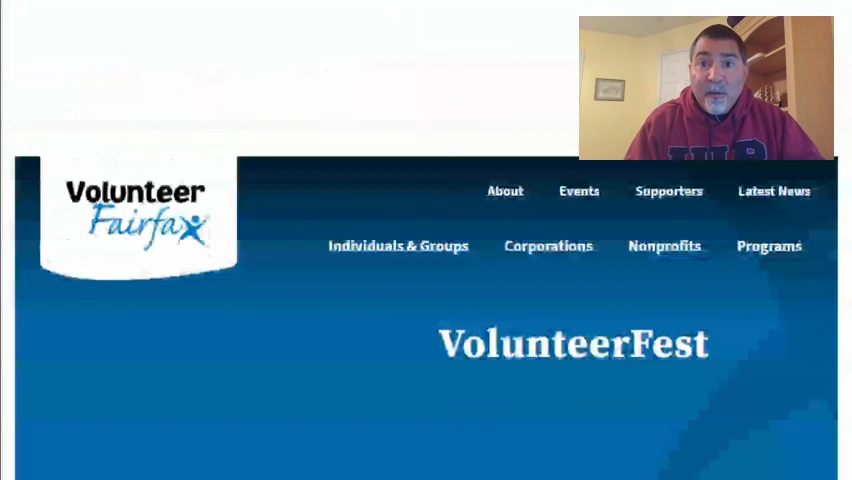 Volunteer
Fairfax
About Events Supporters Latest News
Individuals & Groups Corporations Nonprofits Programs
VolunteerFest